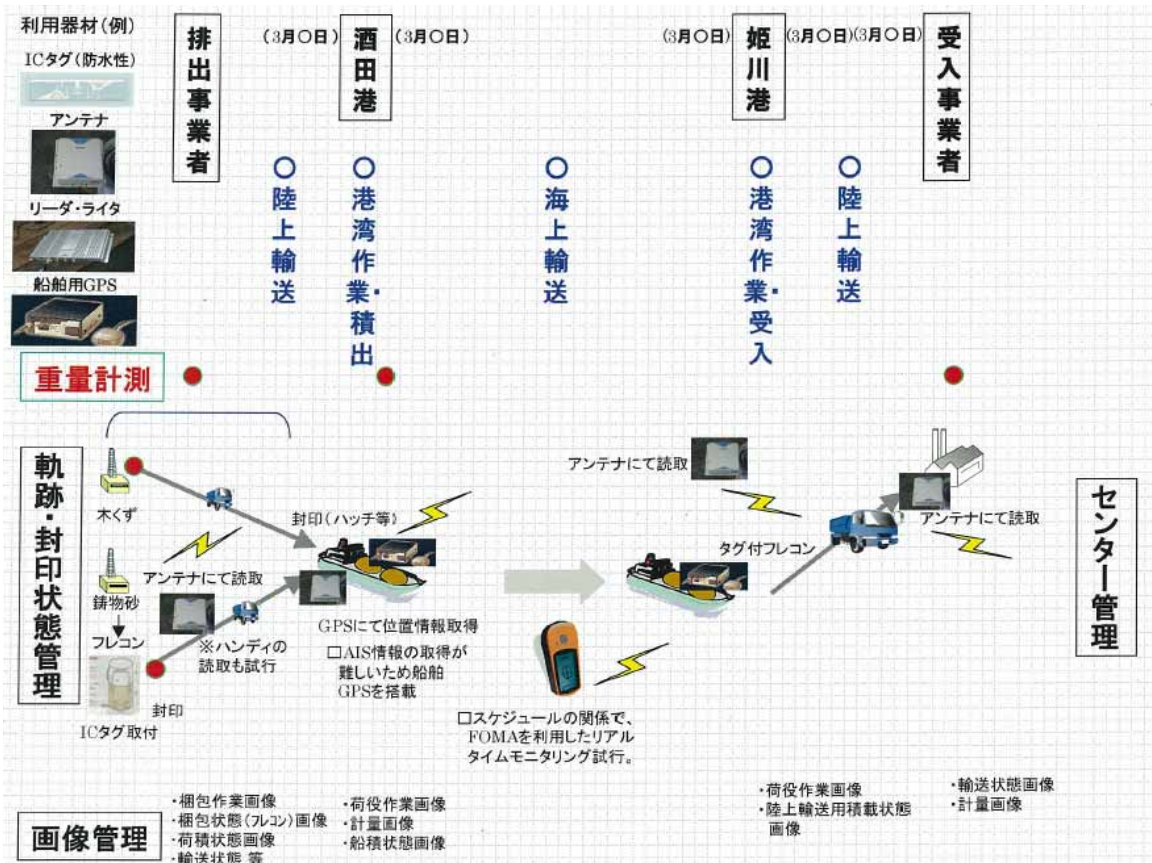 利用器材(例)
ICタグ(防水性)
アンテナ
リーダ・ライタ
船舶用GPS
排出事業者
(3月〇日)
酒田港
(3月〇日)
(3月〇日)
姫川港
(3月〇日)(3月〇日)
受入事業者
〇陸上輸送
〇港湾作業・積出
〇海上輸送
〇港湾作業・受入
〇陸上輸送
重量計測
軌跡・封印状態管理
木くず
鋳物砂
フレコン
ICタグ取付
封印
アンテナにて読取
※ハンディの
読取も試行
封印(ハッチ等)
GPSにて位置情報取得
□AIS情報の取得が
難しいため船舶
GPSを搭載
アンテナにて読取
タグ付フレコン
アンテナにて読取
□スケジュールの関係で、
FOMAを利用したリアル
タイムモニタリング試行。
センター管理
画像管理
・梱包作業画像
・梱包状態(フレコン)画像
・荷積状態画像
・輸送状態 等
・荷役作業画像
・計量画像
・船積状態画像
・荷役作業画像
・陸上輸送用積載状態
画像
・輸送状態画像
・計量画像